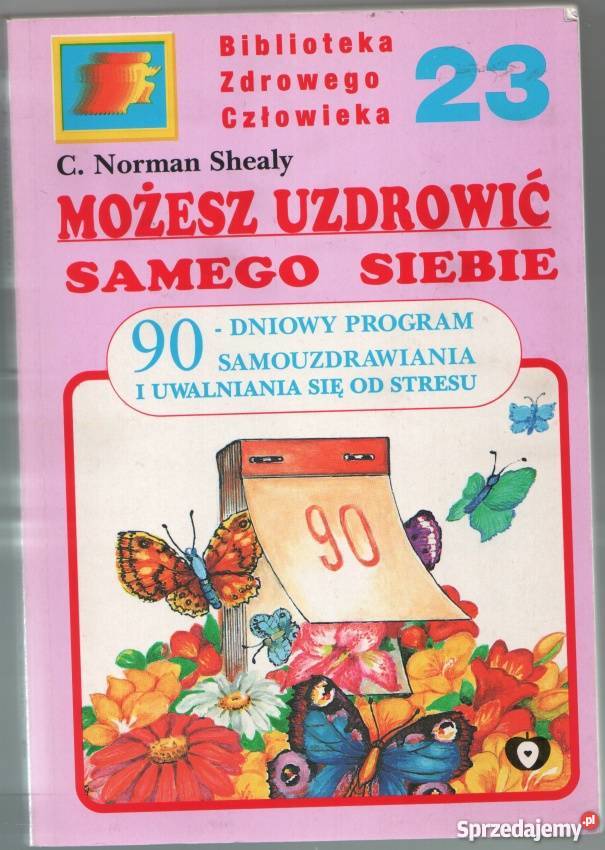 Biblioteka
Zdrowego
Człowieka
23
C. Norman Shealy
MOŻESZ UZDROWIĆ
SAMEGO SIEBIE
90 - DNIOWY PROGRAM
SAMOUZDRAWIANIA
I UWALNIANIA SIĘ OD STRESU
90
Sprzedajemy.pl